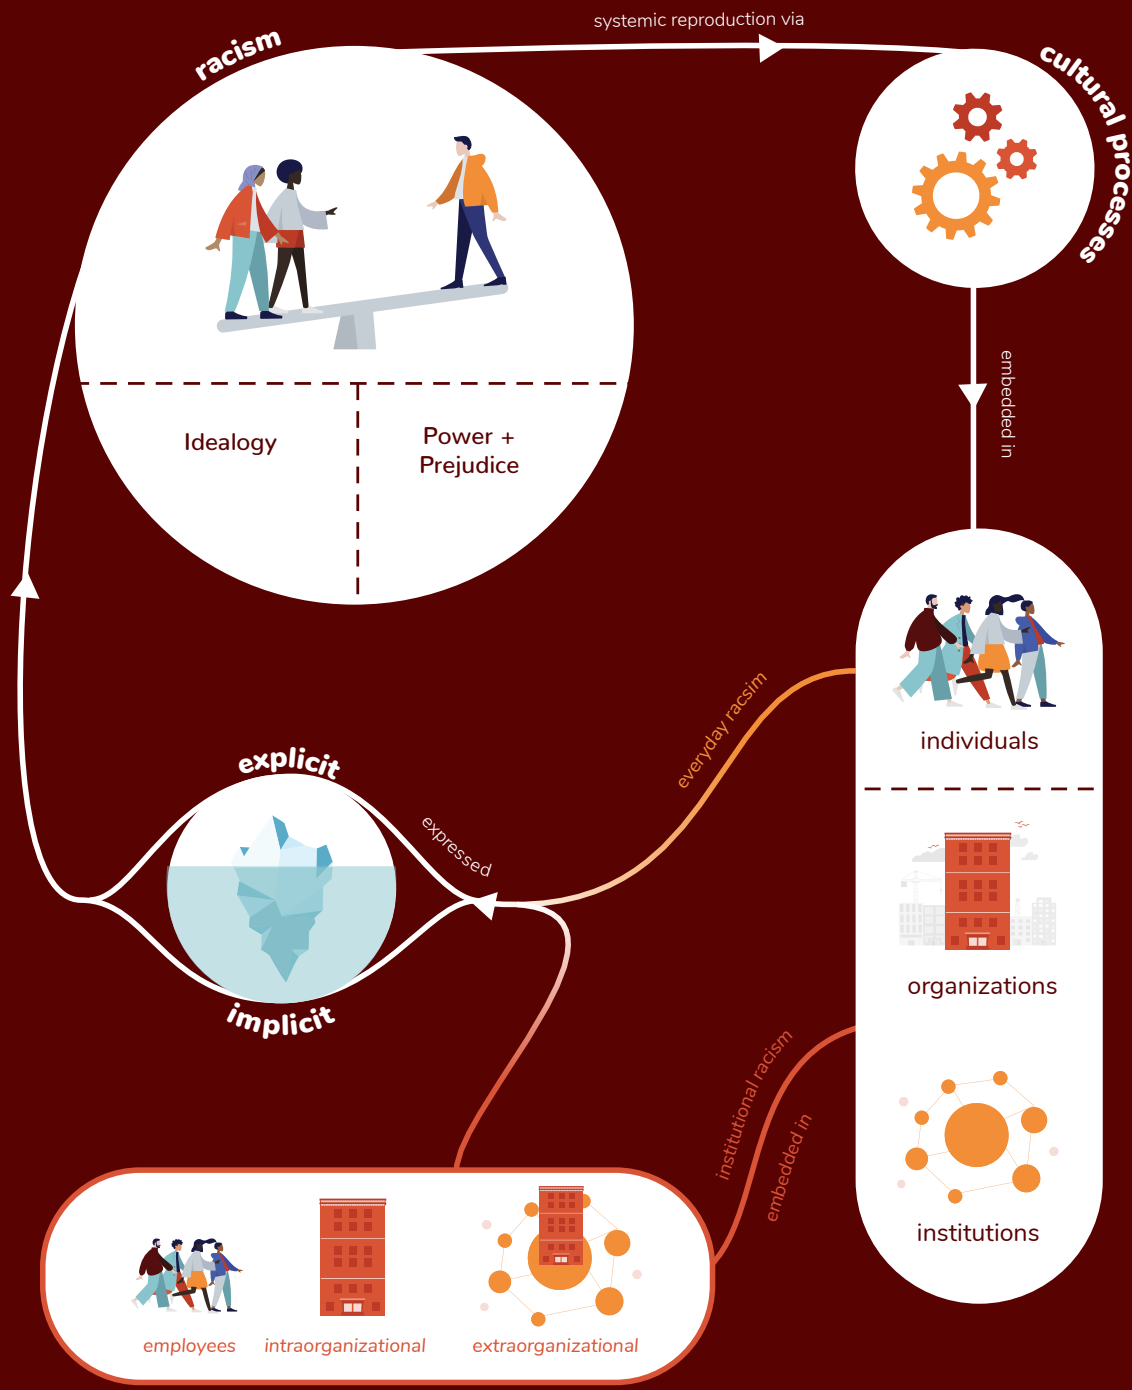 systemic reproduction via
racism
cultural processes
Idealogy
Power +
Prejudice
embedded in
individuals
everyday racsim
explicit
expressed
implicit
organizations
institutional racism
embedded in
institutions
employees
intraorganizational
extraorganizational